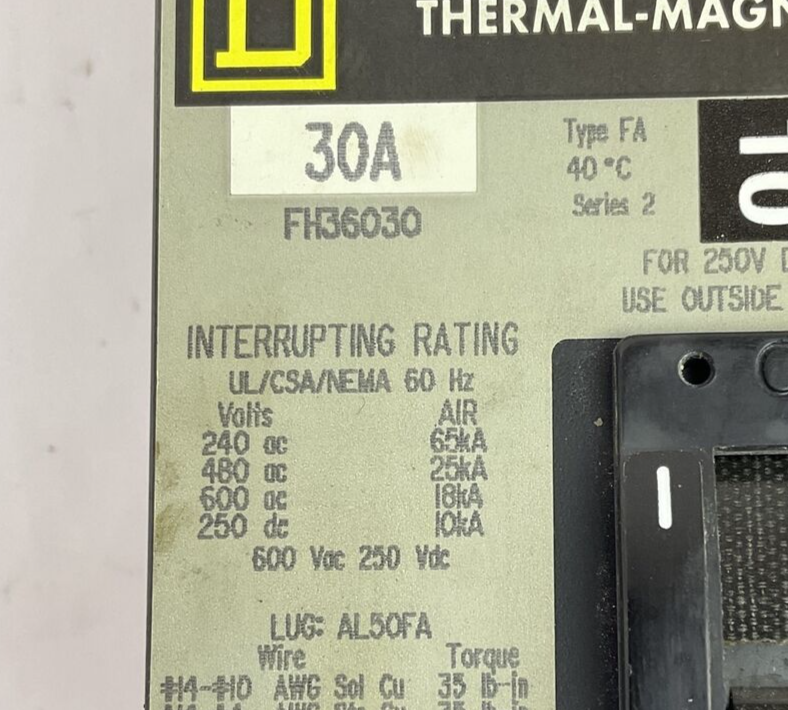 THERMAL-MAGN
30A
FH36030
Type FA
40°C
Series 2
10
FOR 250V D
USE OUTSIDE
INTERRUPTING RATING
UL/CSA/NEMA 60 Hz
Volts AIR
240 ac 65kA
480 ac 25kA
600 ac 18kA
250 dc 10kA
600 Vac 250 Vdc
LUG: AL50FA
Wire Torque
#14-#10 AWG Sol Cu 35 lb-in